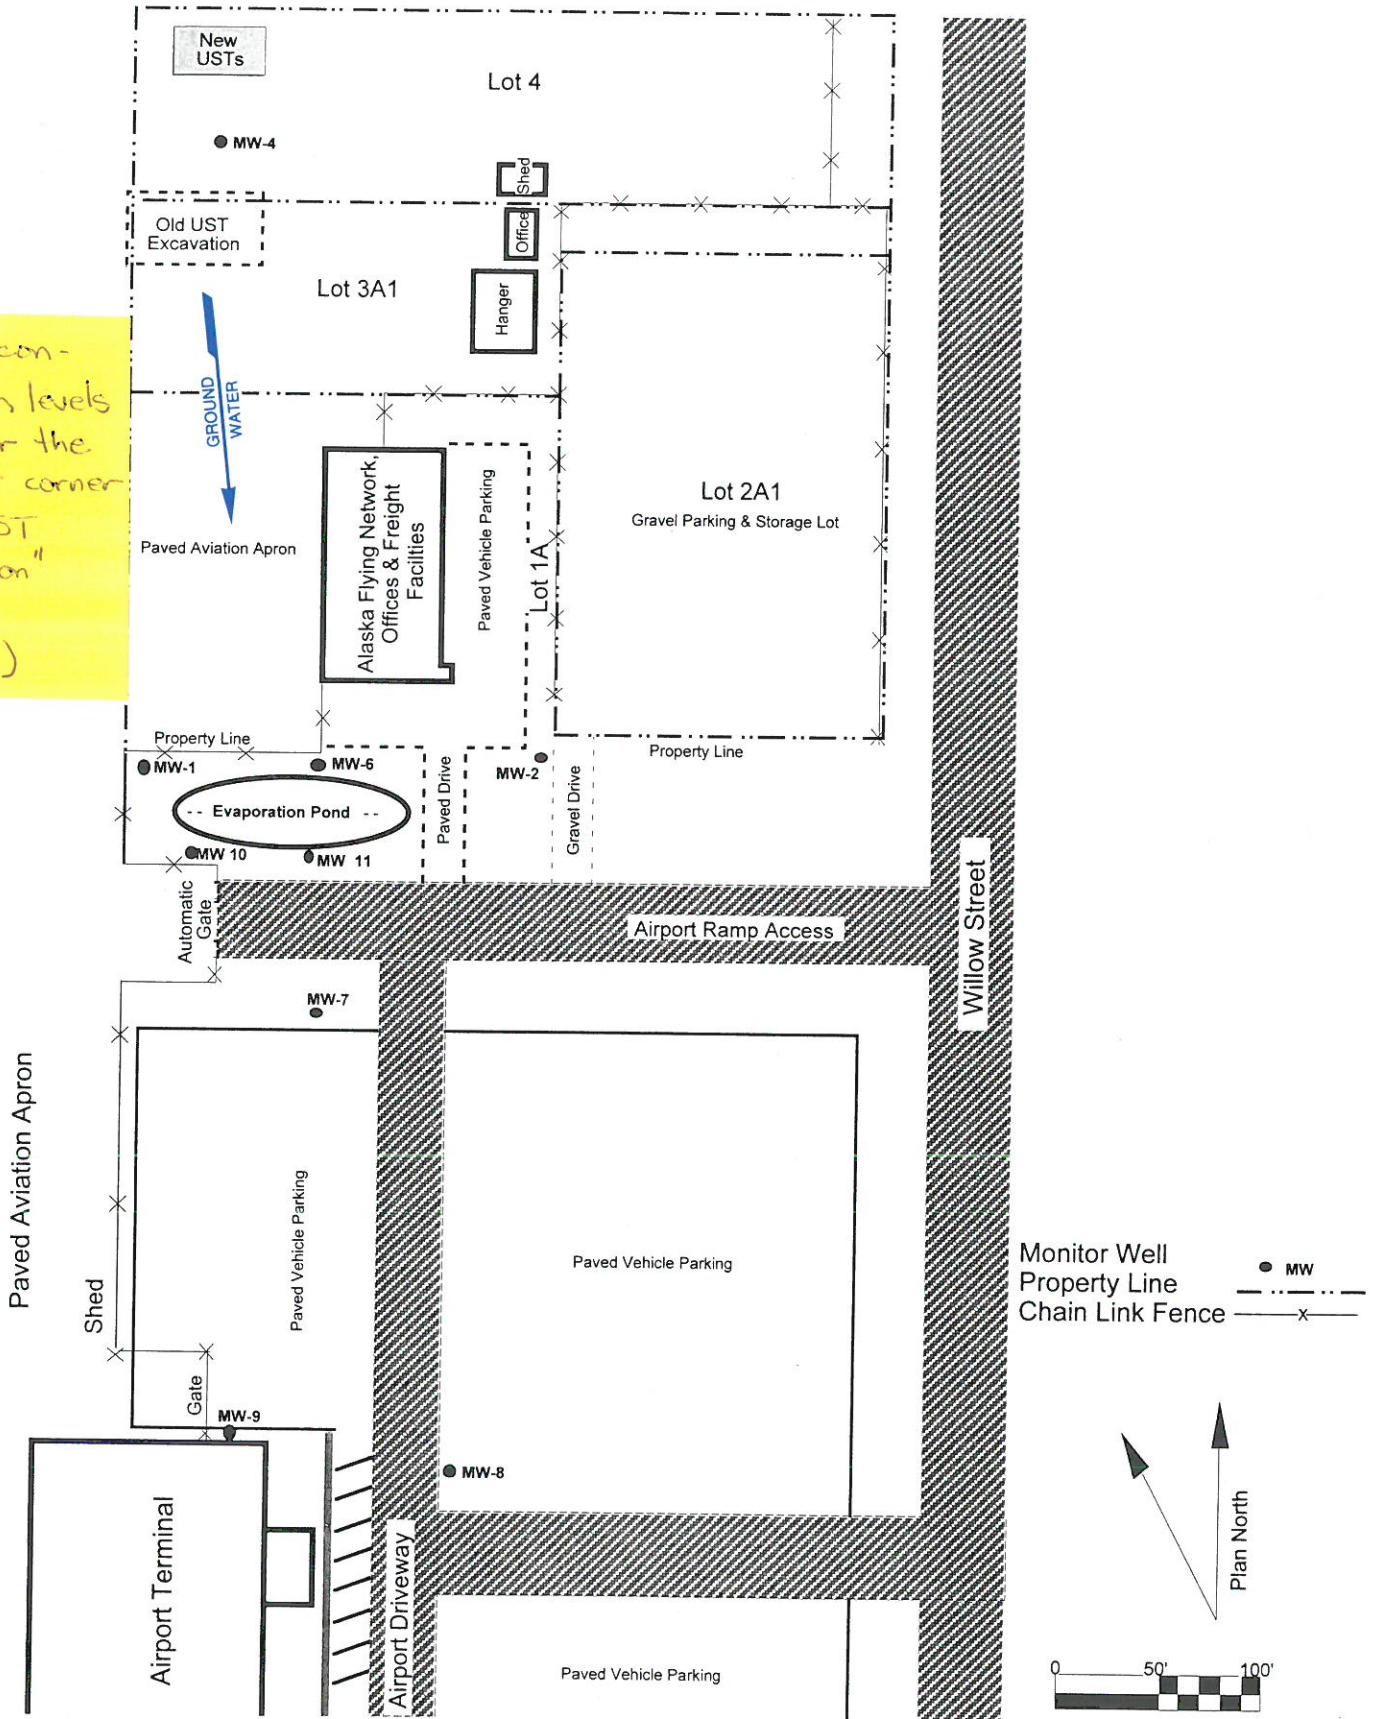 New
USTs
Lot 4
MW-4
Shed
Old UST
Excavation
Office
Lot 3A1
Hanger
con-
levels
r the
corner
ST
on"
)
GROUND
WATER
Alaska Flying Network,
Offices & Freight
Facilties
Paved Vehicle Parking
Lot 2A1
Gravel Parking & Storage Lot
Paved Aviation Apron
Lot 1A
Property Line
Property Line
MW-1
MW-6
MW-2
-- Evaporation Pond --
Paved Drive
Gravel Drive
MW 10
MW 11
Automatic
Gate
Airport Ramp Access
Willow Street
MW-7
Paved Aviation Apron
Shed
Paved Vehicle Parking
Paved Vehicle Parking
Gate
MW-9
MW-8
Airport Terminal
Airport Driveway
Paved Vehicle Parking
Monitor Well MW
Property Line
Chain Link Fence x
Plan North
0 50' 100'